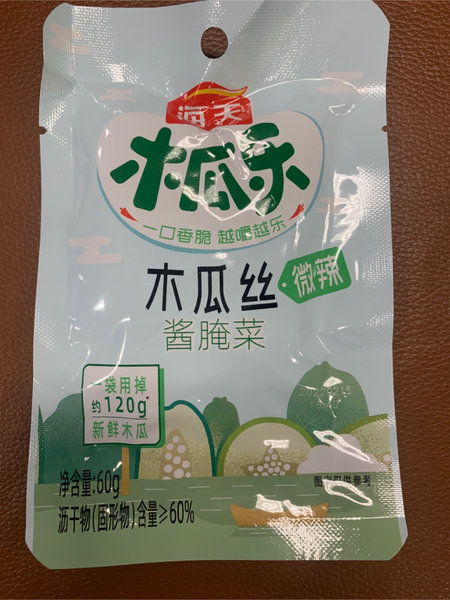 海天
木瓜乐
一口香脆 越嚼越乐
木瓜丝
微辣
酱腌菜
一袋用掉
约120g*
新鲜木瓜
净含量:60g
沥干物(固形物)含量≥60%
图案仅供参考